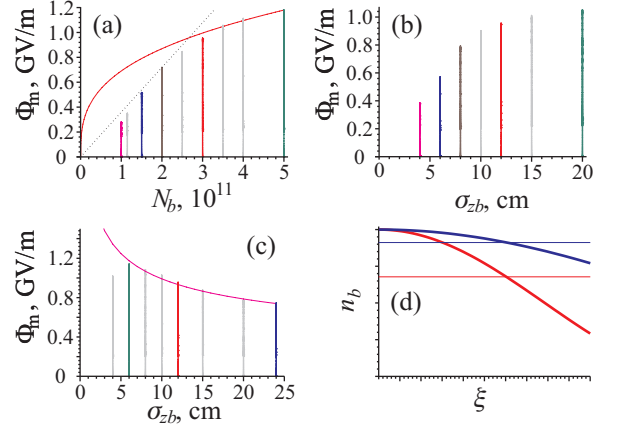 Φm, GV/m
1.2
1.0
0.8
0.6
0.4
0.2
0
(a)
0 1 2 3 4 5
Nb, 10^11
Φm, GV/m
1.0
0.8
0.6
0.4
0.2
0
(b)
0 5 10 15 20
σzb, cm
Φm, GV/m
1.2
0.8
0.4
0
(c)
0 5 10 15 20 25
σzb, cm
nb
(d)
ξ